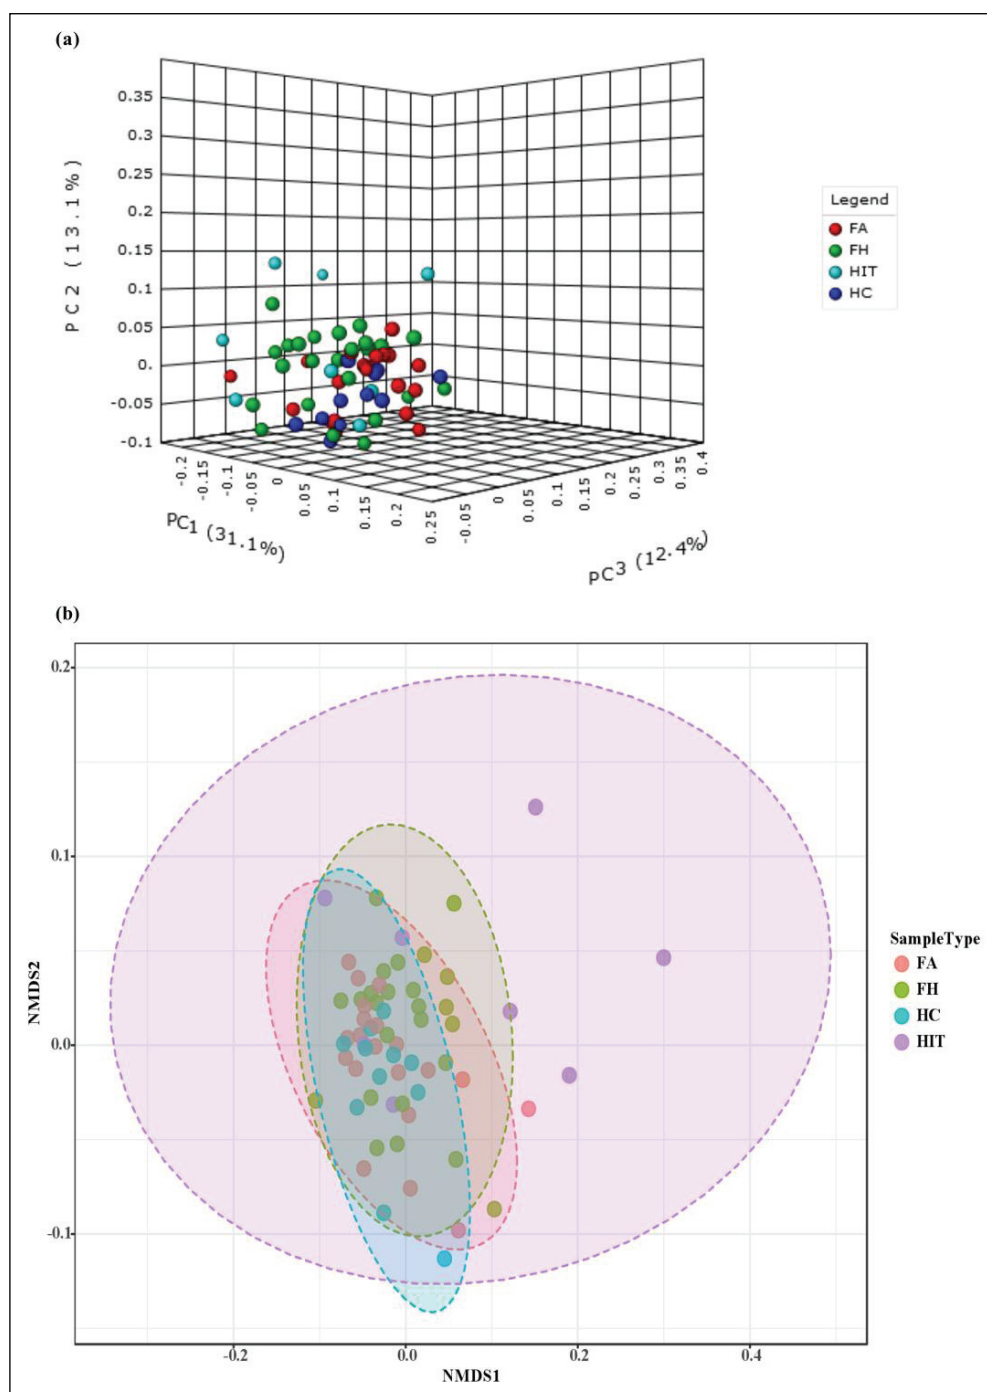 (a)
PC2 (13.1%)
0.35
0.3
0.25
0.2
0.15
0.1
0.05
0.
-0.05
-0.1
-0.2
-0.15
-0.1
-0.05
0
0.05
0.1
0.15
0.2
0.25
PC1 (31.1%)
-0.05
0
0.05
0.1
0.15
0.2
0.25
0.3
0.35
0.4
PC3 (12.4%)
Legend
FA
FH
HIT
HC
(b)
NMDS2
0.2
0.1
0.0
-0.1
-0.2
0.0
0.2
0.4
NMDS1
SampleType
FA
FH
HC
HIT